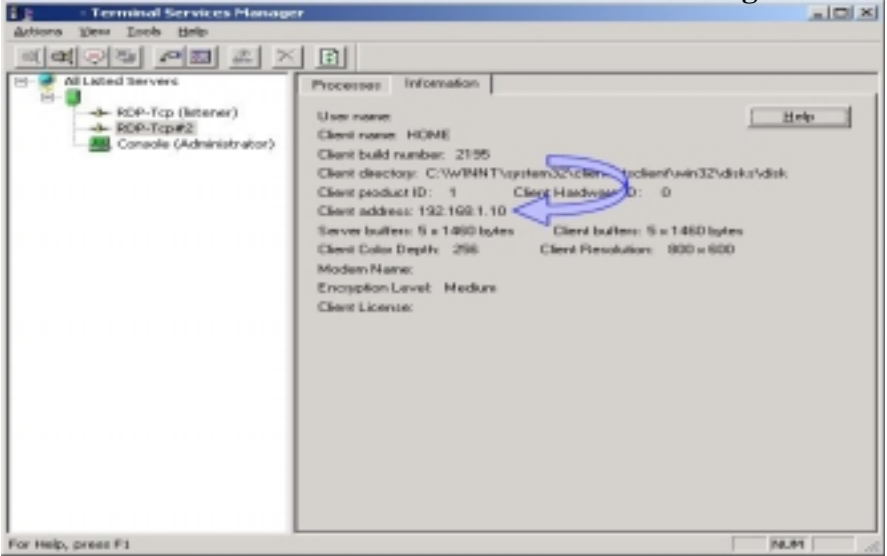 - Terminal Services Manager
Actions View Tools Help
All Listed Servers
RDP-Tcp (listener)
RDP-Tcp#2
Console (Administrator)
Processes Information
User name:
Help
Client name: HOME
Client build number: 2195
Client directory: C:\WINNT\system32\clients\tsclient\win32\disks\disk
Client product ID: 1 Client Hardware ID: 0
Client address: 192.168.1.10
Server buffers: 5 x 1460 bytes Client buffers: 5 x 1460 bytes
Client Color Depth: 256 Client Resolution: 800 x 600
Modem Name:
Encryption Level: Medium
Client License:
For Help, press F1 NUM